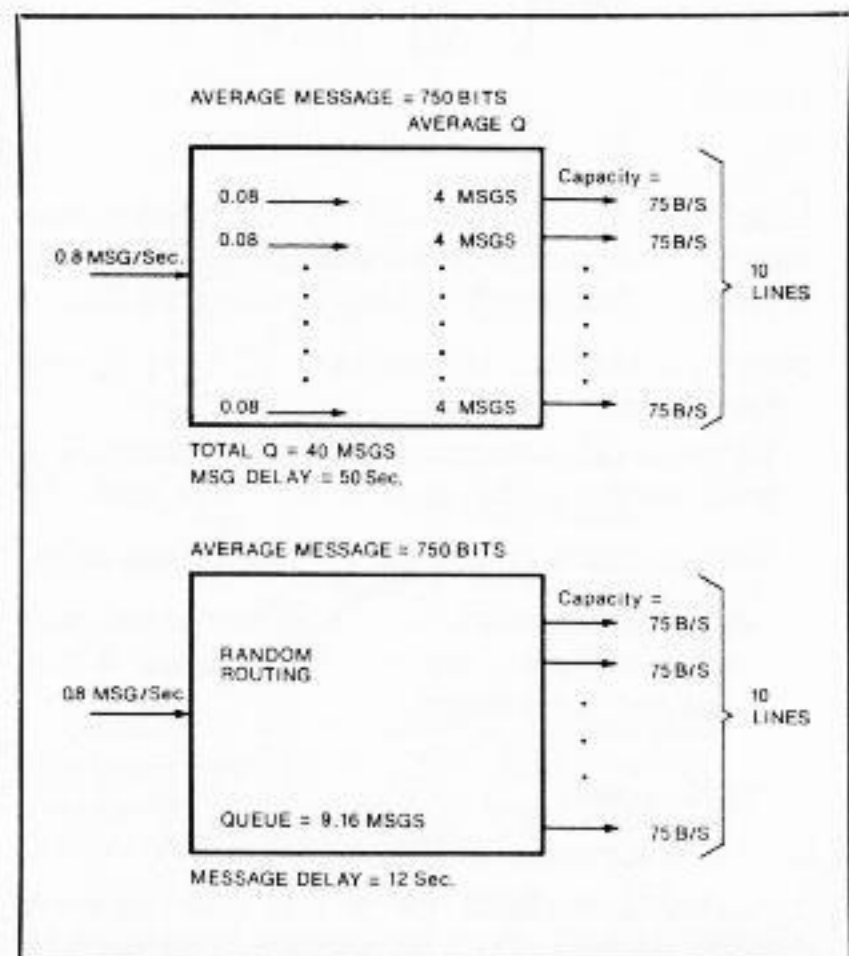 AVERAGE MESSAGE = 750 BITS
AVERAGE Q
Capacity =
0.08 4 MSGS 75 B/S
0.08 4 MSGS 75 B/S
0.8 MSG/Sec.
10
LINES
0.08 4 MSGS 75 B/S
TOTAL Q = 40 MSGS
MSG DELAY = 50 Sec.
AVERAGE MESSAGE = 750 BITS
Capacity =
75 B/S
RANDOM
ROUTING
75 B/S
0.8 MSG/Sec.
10
LINES
QUEUE = 9.16 MSGS
75 B/S
MESSAGE DELAY = 12 Sec.